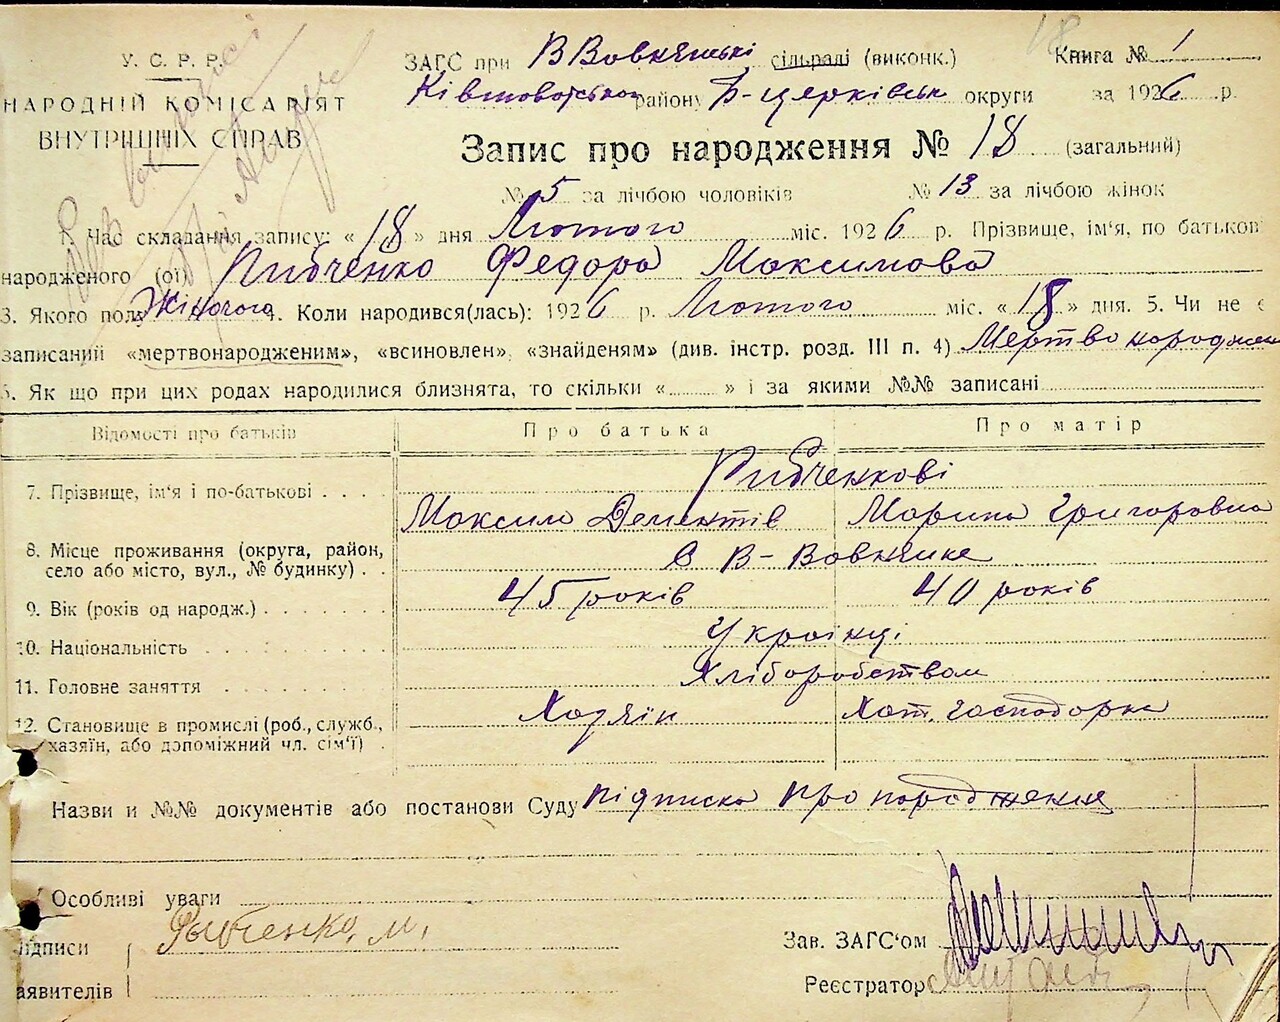 У. С. Р. Р.
НАРОДНІЙ КОМІСАРІЯТ
ВНУТРІШНІХ СПРАВ
ЗАГС при В Вовнянські сільраді (виконк.) Книга № 1
району Б-церківськ округи за 1926 р.
18
Запис про народження № 18 (загальний)
№ 5 за лічбою чоловіків № 13 за лічбою жінок
1. Час складання запису: «18» дня Лютого міс. 1926 р. Прізвище, ім'я, по батькові
народженого (ої) Рибченко Федора Максимова
3. Якого полу Жіночого 4. Коли народився(лась): 1926 р. Лютого міс. «18» дня. 5. Чи не є
записаний «мертвонародженим», «всиновлен», «знайденям» (див. інстр. розд. III п. 4) Мертво народжен
6. Як що при цих родах народилися близнята, то скільки «......» і за якими №№ записані
Відомості про батьків Про батька Про матір
7. Прізвище, ім'я і по-батькові . . . . Рибченкові
Максим Дементів Марина Григоровна
8. Місце проживання (округа, район,
село або місто, вул., № будинку) . . с В-Вовнянка
9. Вік (років од народж.) . . . . . . . 45 років 40 років
10. Національність . . . . . . . . . Українці
11. Головне заняття . . . . . . . Хліборобством
12. Становище в промислі (роб., служб.,
хазяїн, або допоміжний чл. сім'ї) . Хазяїн Хат. господарка
Назви и №№ документів або постанови Суду Підписка про народження
Особливі уваги
Підписи Рыбченко, м.
заявителів
Зав. ЗАГС'ом
Реєстратор